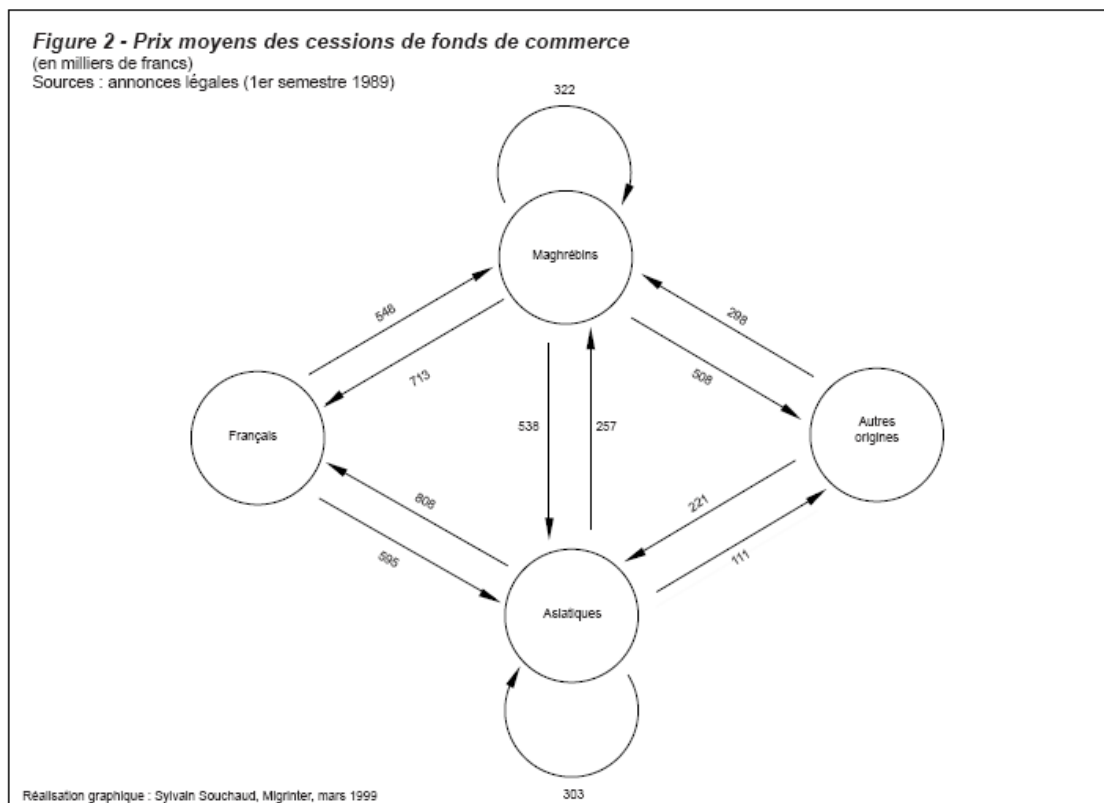 Figure 2 - Prix moyens des cessions de fonds de commerce
(en milliers de francs)
Sources : annonces légales (1er semestre 1989)
322
Maghrébins
546
298
713
508
Français
538
257
Autres
origines
808
221
595
111
Asiatiques
303
Réalisation graphique : Sylvain Souchaud, Migrinter, mars 1999